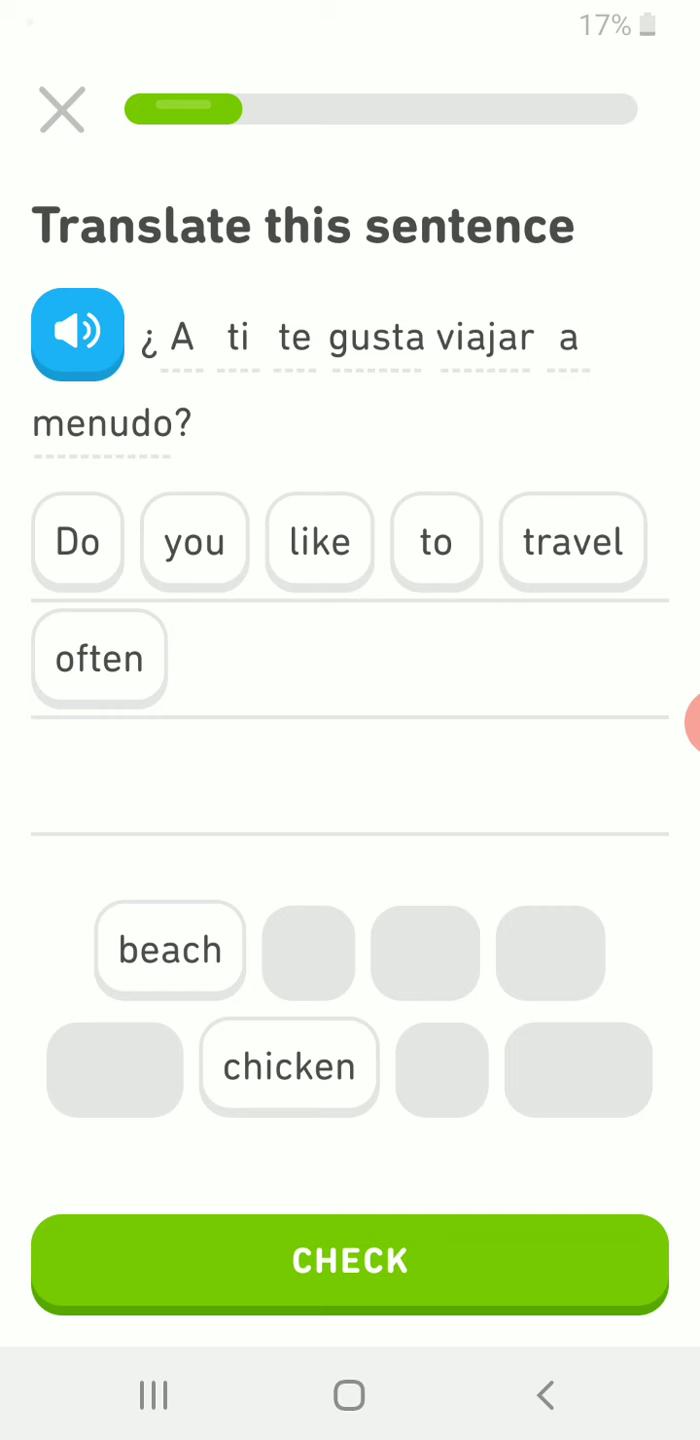 17%
Translate this sentence
¿ A ti te gusta viajar a
menudo?
Do you like to travel
often
beach
chicken
CHECK